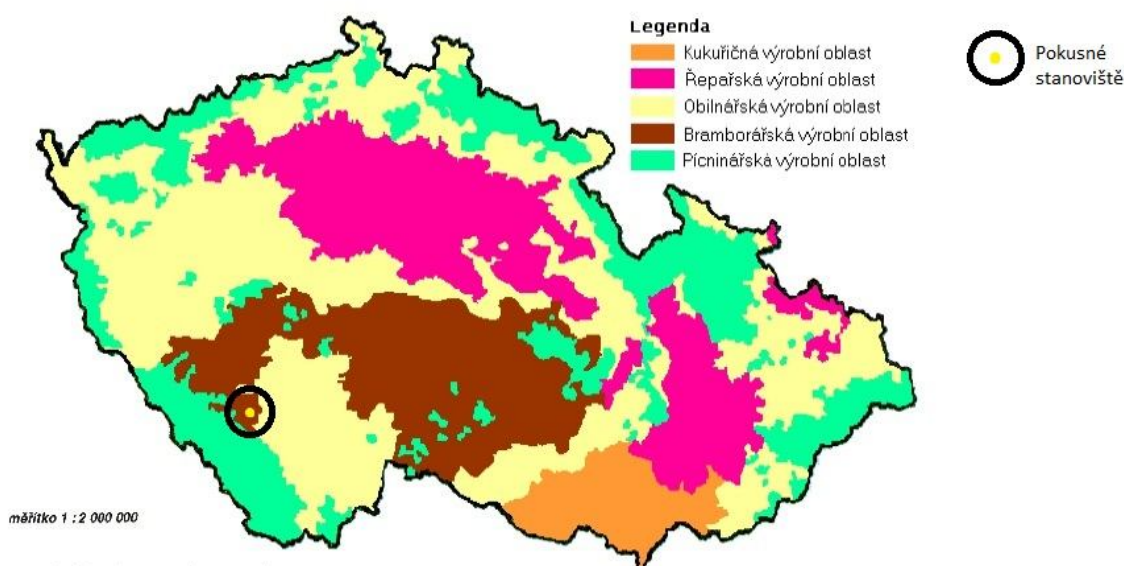 Legenda
Kukuřičná výrobní oblast
Řepařská výrobní oblast
Obilnářská výrobní oblast
Bramborářská výrobní oblast
Pícninářská výrobní oblast
Pokusné
stanoviště
měřítko 1 : 2 000 000